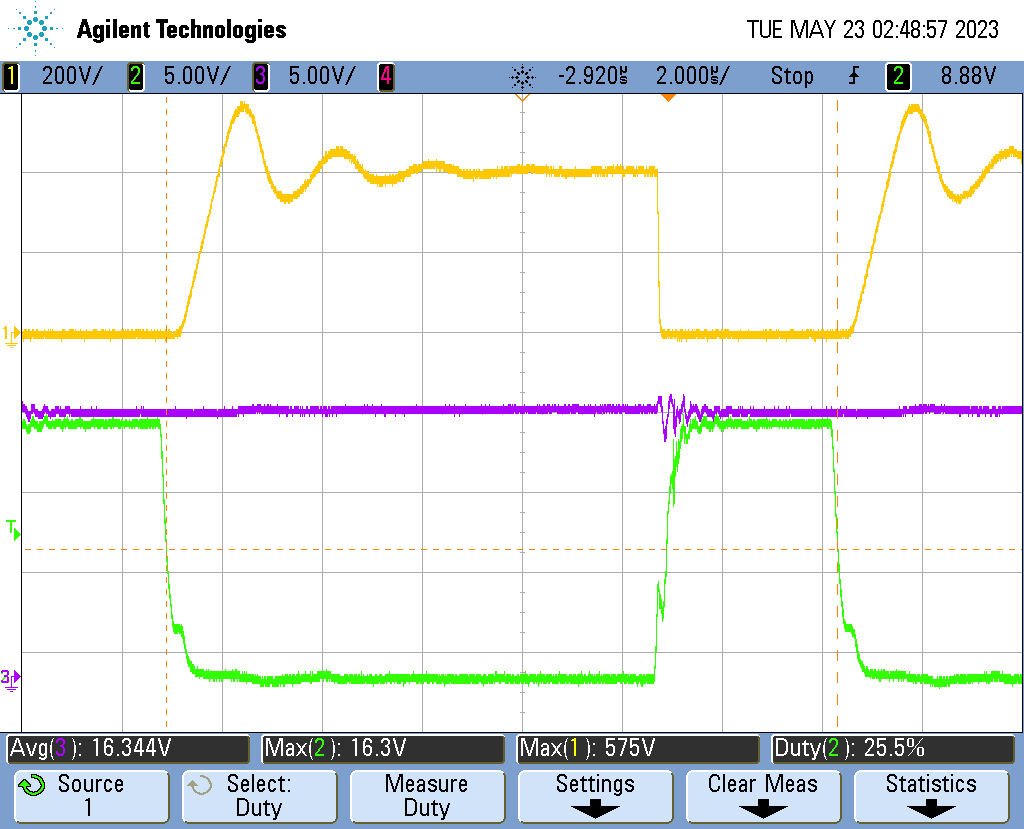 Agilent Technologies TUE MAY 23 02:48:57 2023
1 200V/ 2 5.00V/ 3 5.00V/ 4 -2.920µs 2.000µs/ Stop 2 8.88V
1
T
3
Avg(3): 16.344V Max(2): 16.3V Max(1): 575V Duty(2): 25.5%
Source Select: Measure Settings Clear Meas Statistics
1 Duty Duty